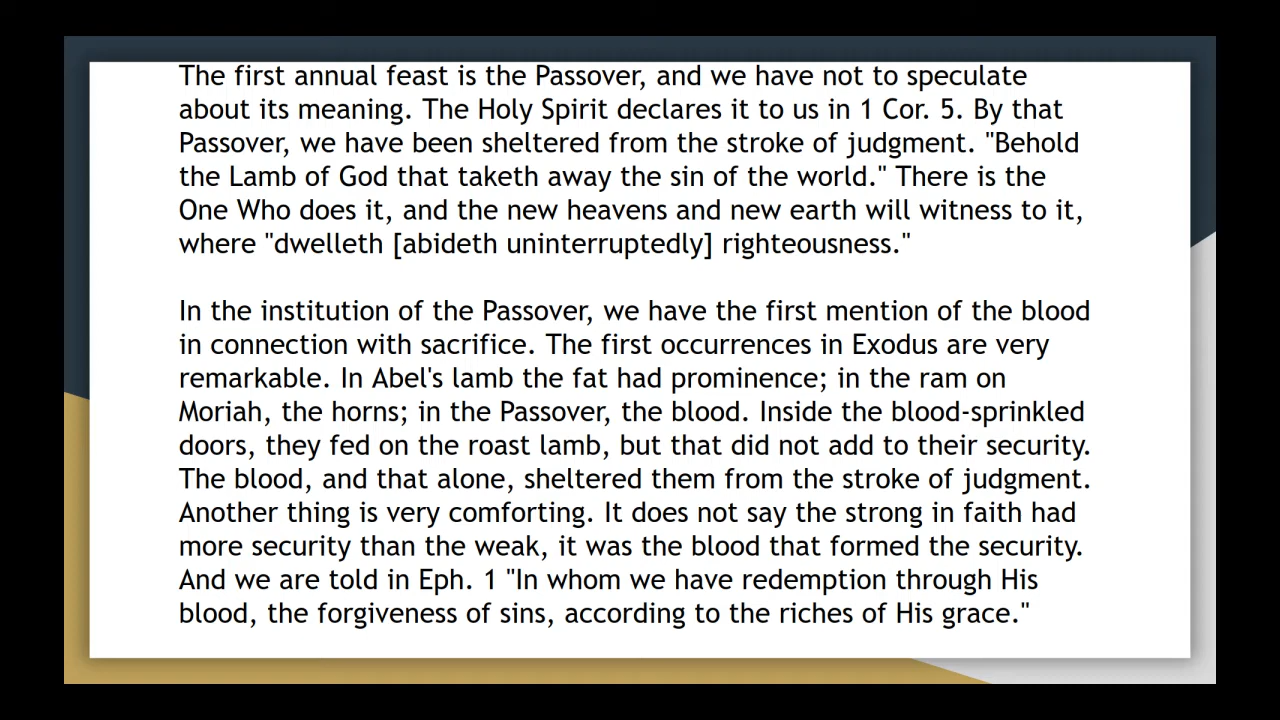 The first annual feast is the Passover, and we have not to speculate
about its meaning. The Holy Spirit declares it to us in 1 Cor. 5. By that
Passover, we have been sheltered from the stroke of judgment. "Behold
the Lamb of God that taketh away the sin of the world." There is the
One Who does it, and the new heavens and new earth will witness to it,
where "dwelleth [abideth uninterruptedly] righteousness."
In the institution of the Passover, we have the first mention of the blood
in connection with sacrifice. The first occurrences in Exodus are very
remarkable. In Abel's lamb the fat had prominence; in the ram on
Moriah, the horns; in the Passover, the blood. Inside the blood-sprinkled
doors, they fed on the roast lamb, but that did not add to their security.
The blood, and that alone, sheltered them from the stroke of judgment.
Another thing is very comforting. It does not say the strong in faith had
more security than the weak, it was the blood that formed the security.
And we are told in Eph. 1 "In whom we have redemption through His
blood, the forgiveness of sins, according to the riches of His grace."